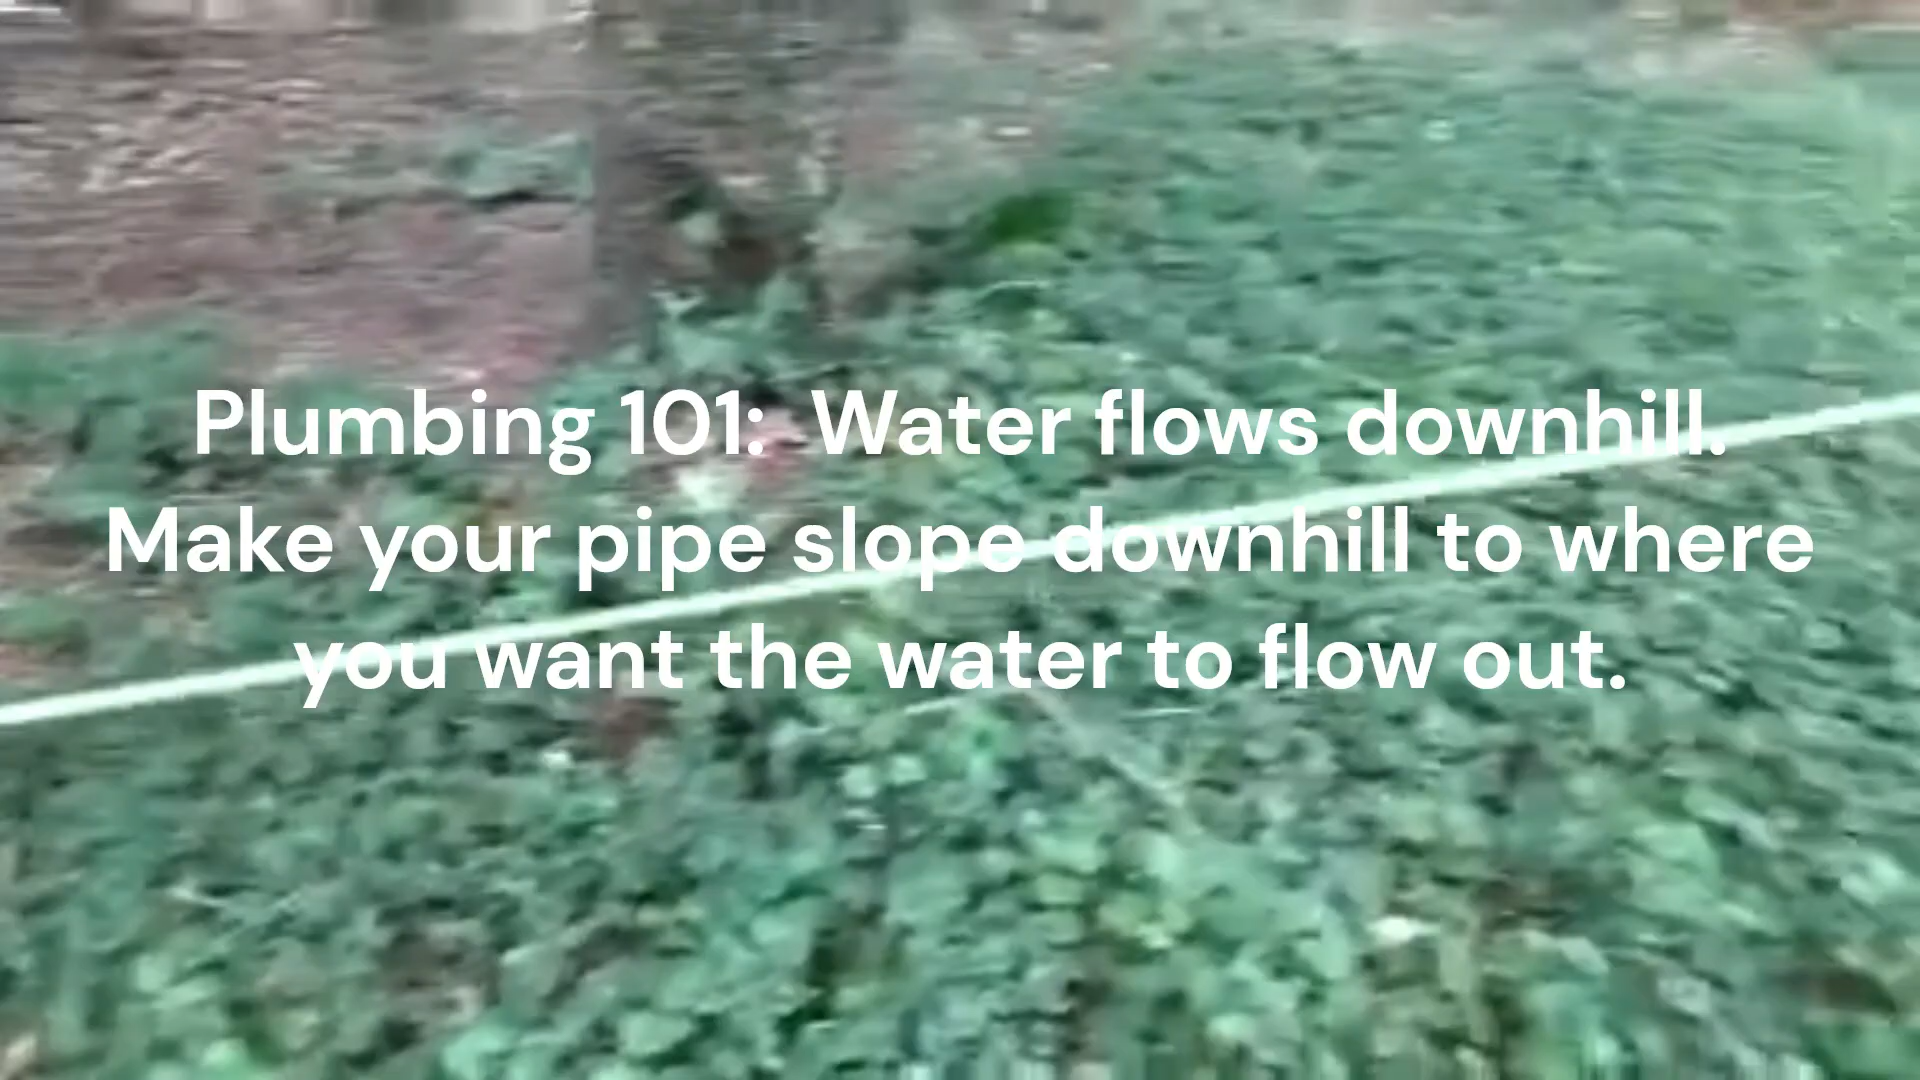 Plumbing 101:  Water flows downhill.
Make your pipe slope downhill to where
you want the water to flow out.